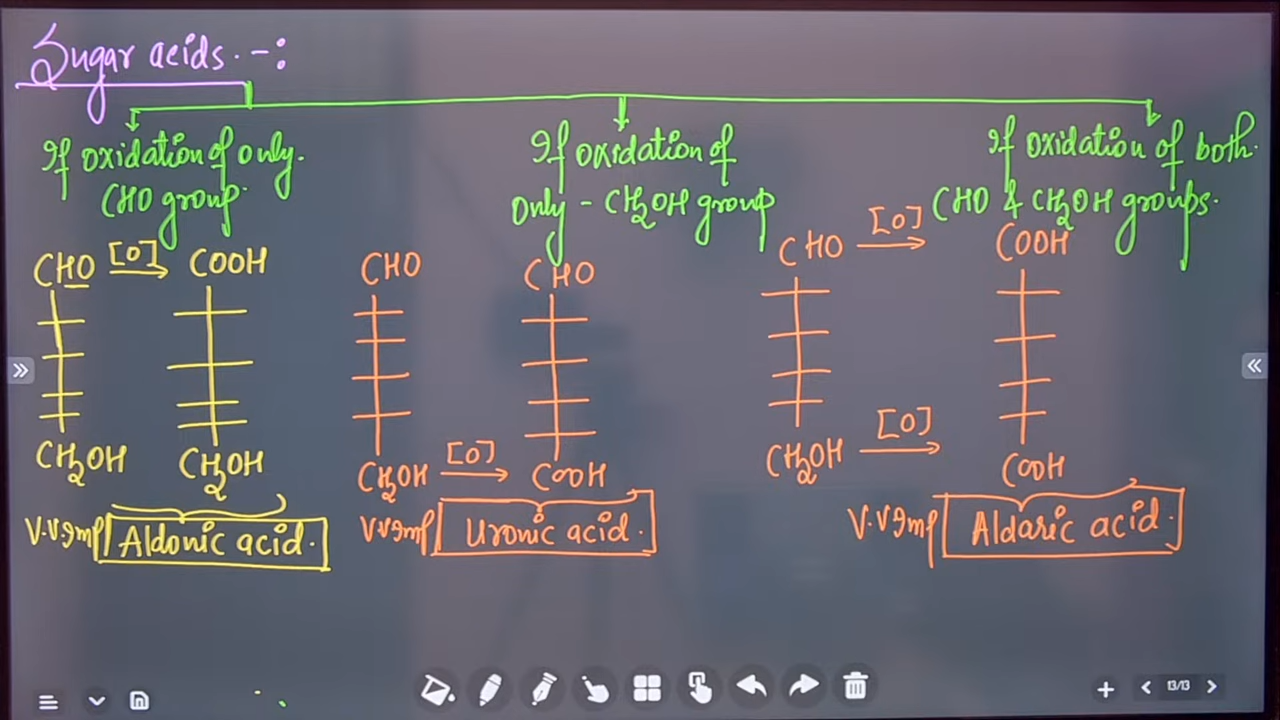 Sugar acids. -:
If oxidation of only.
CHO group.
If oxidation of
Only - CH2OH group
If oxidation of both.
CHO & CH2OH groups.
CHO [O] COOH
CH2OH CH2OH
V.V Imp Aldonic acid.
CHO CHO
CH2OH [O] COOH
V.V Imp Uronic acid.
CHO [O] COOH
CH2OH [O] COOH
V.V Imp Aldaric acid.
13/13